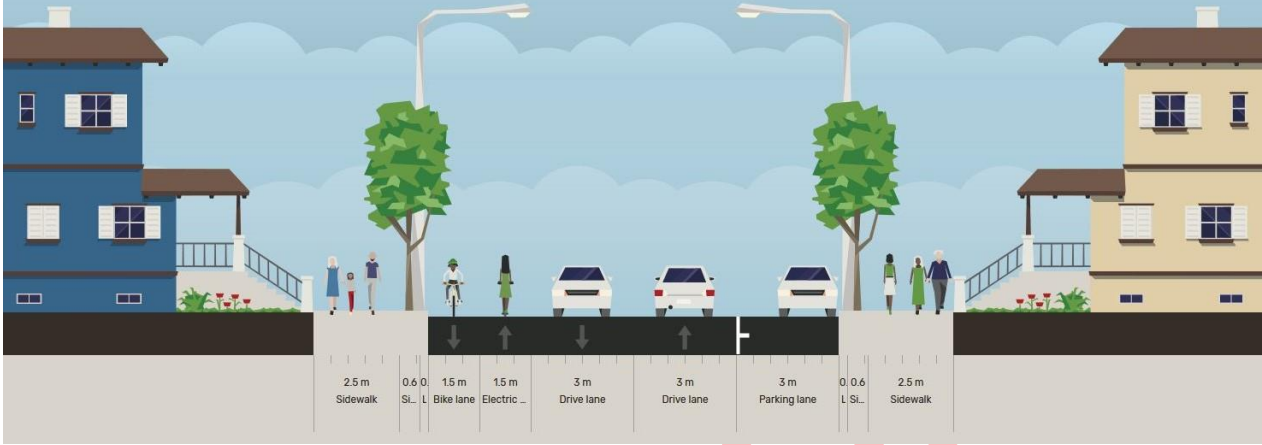 2.5 m
Sidewalk
0.6
Si...
0.
L
1.5 m
Bike lane
1.5 m
Electric ...
3 m
Drive lane
3 m
Drive lane
3 m
Parking lane
0.
L
0.6
Si...
2.5 m
Sidewalk